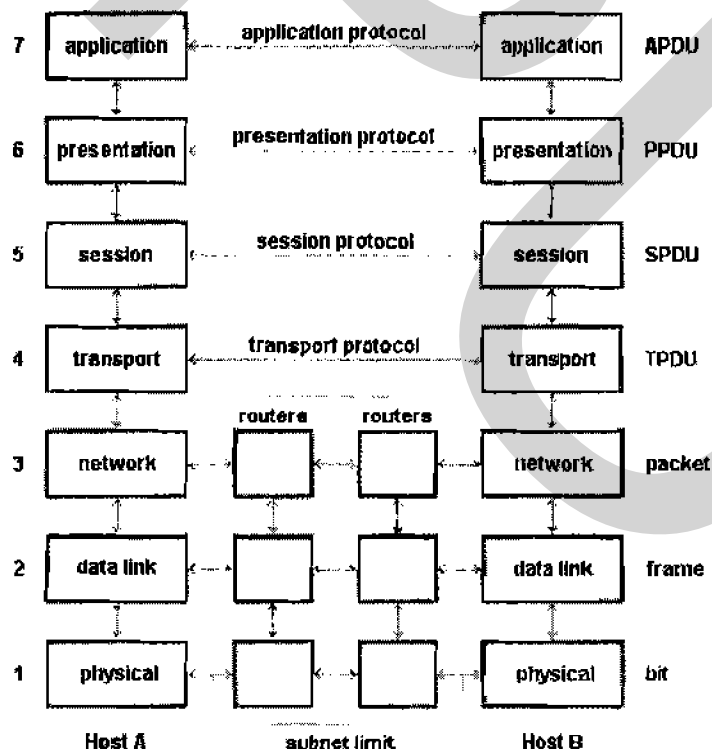 7 application application protocol application APDU
6 presentation presentation protocol presentation PPDU
5 session session protocol session SPDU
4 transport transport protocol transport TPDU
routers routers
3 network network packet
2 data link data link frame
1 physical physical bit
Host A subnet limit Host B